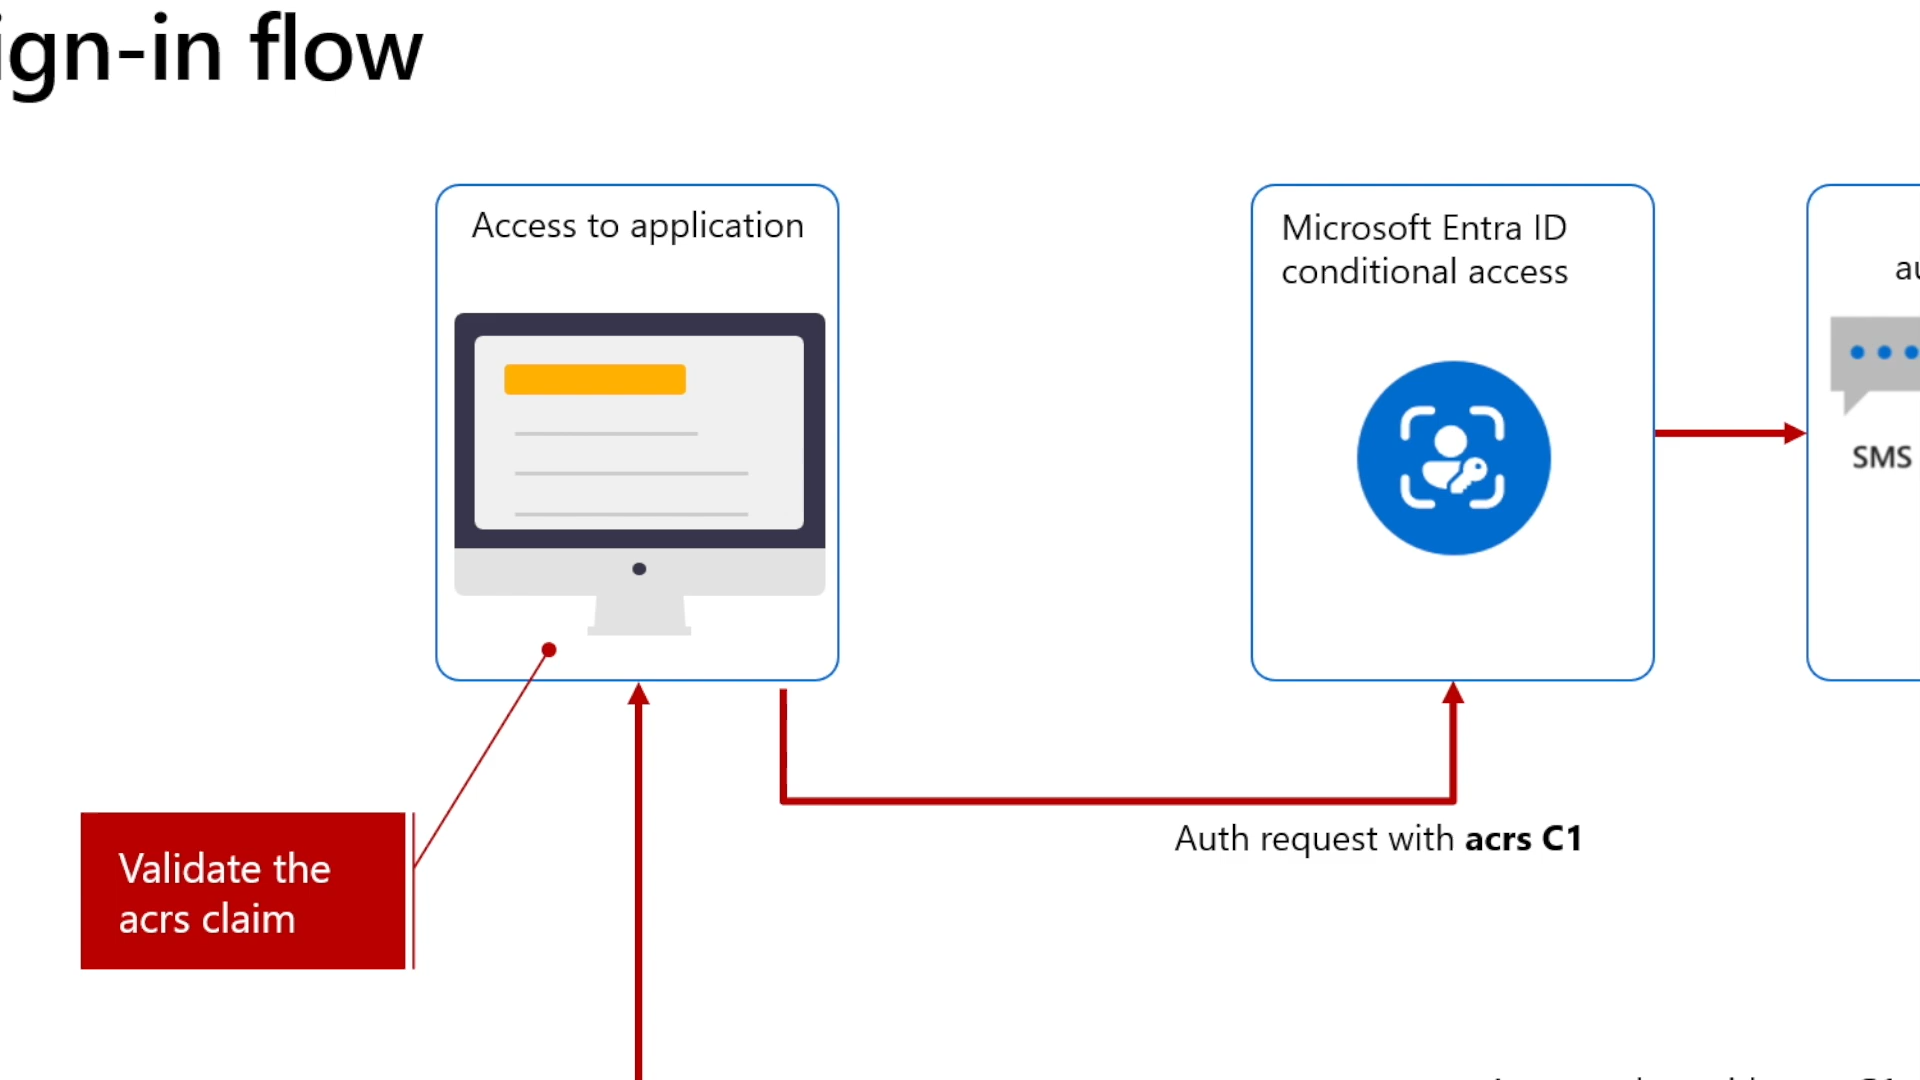 ign-in flow
Access to application
Microsoft Entra ID
conditional access
SMS
Auth request with acrs C1
Validate the
acrs claim